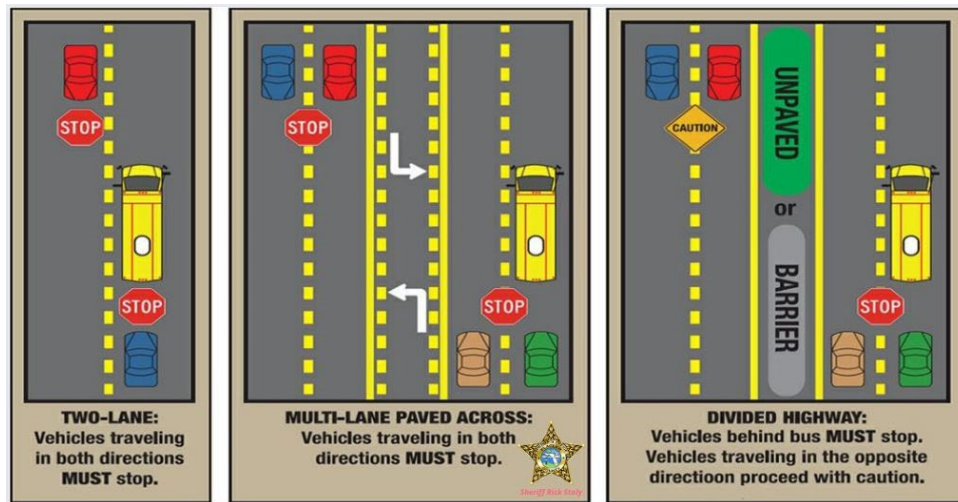 STOP
STOP
TWO-LANE:
Vehicles traveling
in both directions
MUST stop.
STOP
STOP
MULTI-LANE PAVED ACROSS:
Vehicles traveling in both
directions MUST stop.
Sheriff Rick Staly
CAUTION
UNPAVED
or
BARRIER
STOP
DIVIDED HIGHWAY:
Vehicles behind bus MUST stop.
Vehicles traveling in the opposite
directioon proceed with caution.